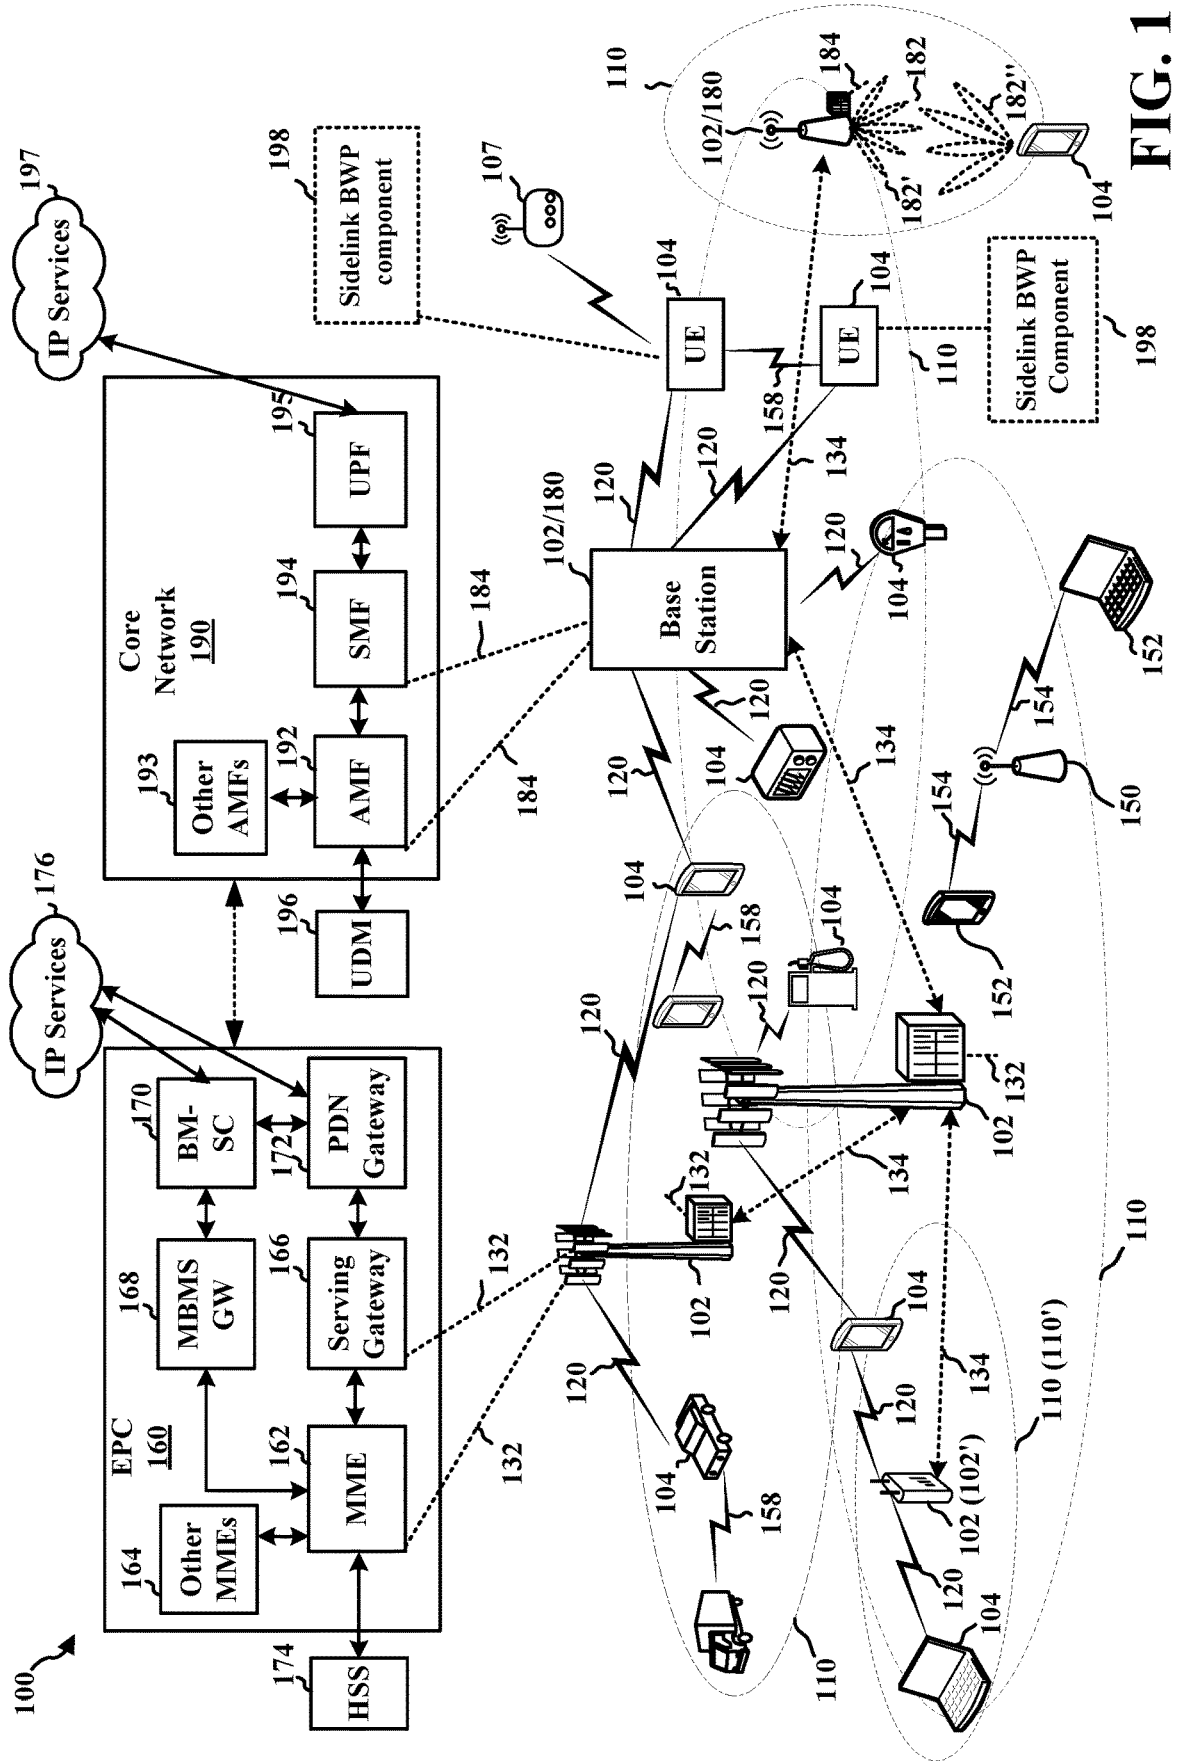 100
EPC
160
Other
MMEs
164
MME
162
HSS
174
MBMS
GW
168
Serving
Gateway
166
BM-
SC
170
PDN
Gateway
172
IP Services
176
Core
Network
190
Other
AMFs
193
AMF
192
UDM
196
SMF
194
UPF
195
IP Services
197
132
132
184
184
Sidelink BWP
component
198
107
Base
Station
102/180
UE
104
UE
104
158
120
120
120
120
120
134
104
104
Sidelink BWP
Component
198
110
110
102/180
184
182
182'
182''
104
104
120
158
104
120
104
132
102
134
120
104
158
110
120
104
120
102 (102')
120
104
134
132
102
134
154
154
150
152
152
110 (110')
110
FIG. 1